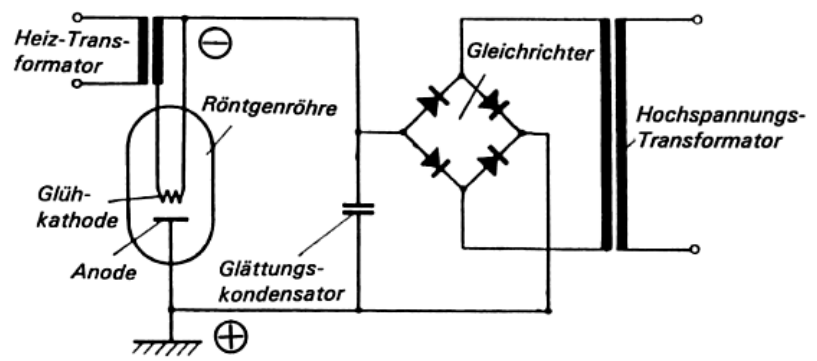 Heiz-Trans-
formator
−
Gleichrichter
Röntgenröhre
Hochspannungs-
Transformator
Glüh-
kathode
Anode
Glättungs-
kondensator
+